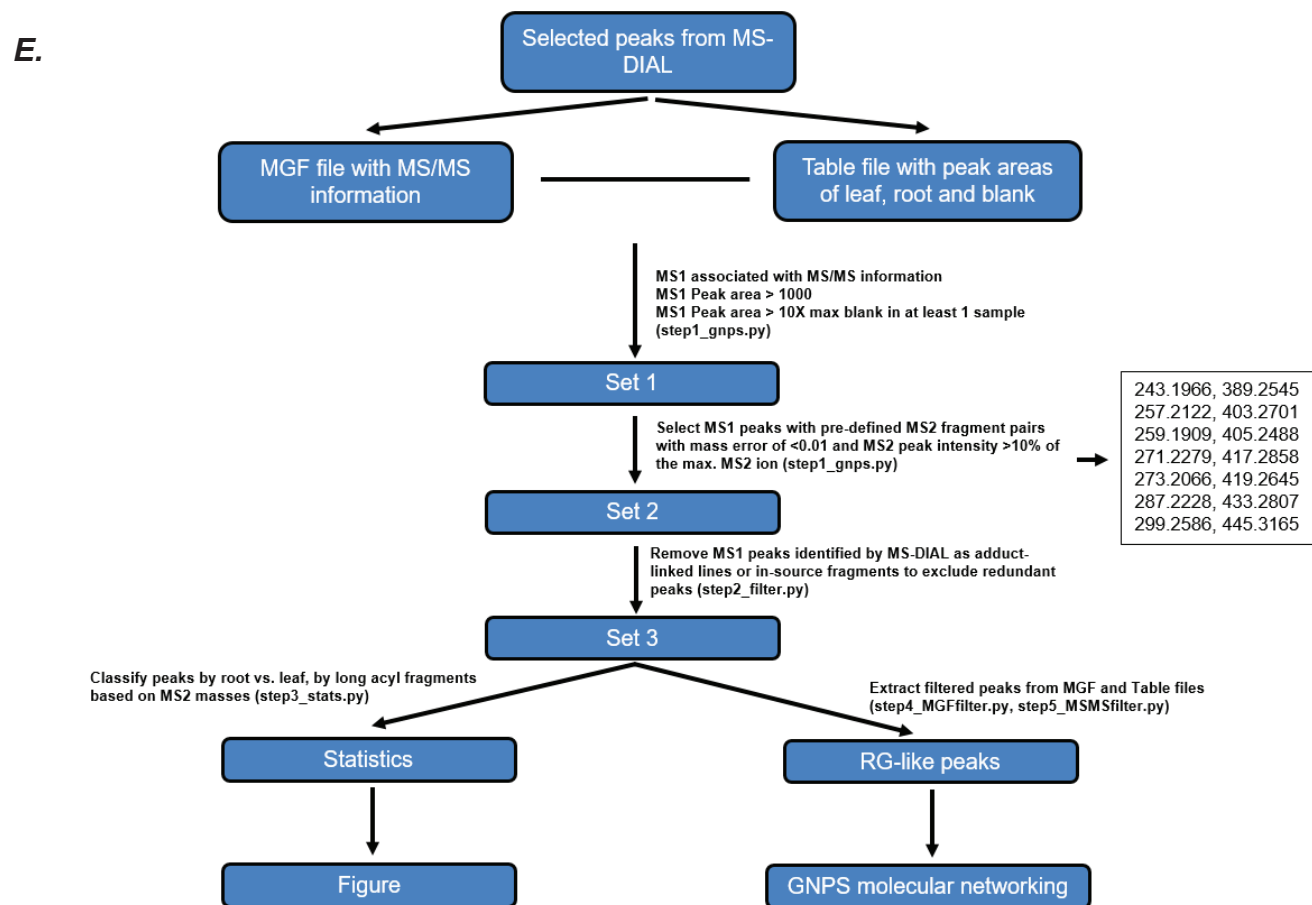 E.
Selected peaks from MS-
DIAL
MGF file with MS/MS
information
Table file with peak areas
of leaf, root and blank
MS1 associated with MS/MS information
MS1 Peak area > 1000
MS1 Peak area > 10X max blank in at least 1 sample
(step1_gnps.py)
Set 1
Select MS1 peaks with pre-defined MS2 fragment pairs
with mass error of <0.01 and MS2 peak intensity >10% of
the max. MS2 ion (step1_gnps.py)
243.1966, 389.2545
257.2122, 403.2701
259.1909, 405.2488
271.2279, 417.2858
273.2066, 419.2645
287.2228, 433.2807
299.2586, 445.3165
Set 2
Remove MS1 peaks identified by MS-DIAL as adduct-
linked lines or in-source fragments to exclude redundant
peaks (step2_filter.py)
Set 3
Classify peaks by root vs. leaf, by long acyl fragments
based on MS2 masses (step3_stats.py)
Extract filtered peaks from MGF and Table files
(step4_MGFfilter.py, step5_MSMSfilter.py)
Statistics
RG-like peaks
Figure
GNPS molecular networking